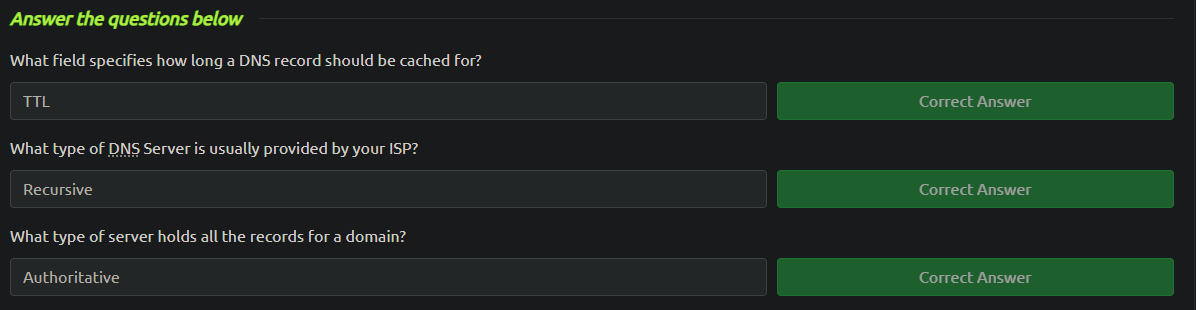 Answer the questions below
What field specifies how long a DNS record should be cached for?
TTL
Correct Answer
What type of DNS Server is usually provided by your ISP?
Recursive
Correct Answer
What type of server holds all the records for a domain?
Authoritative
Correct Answer